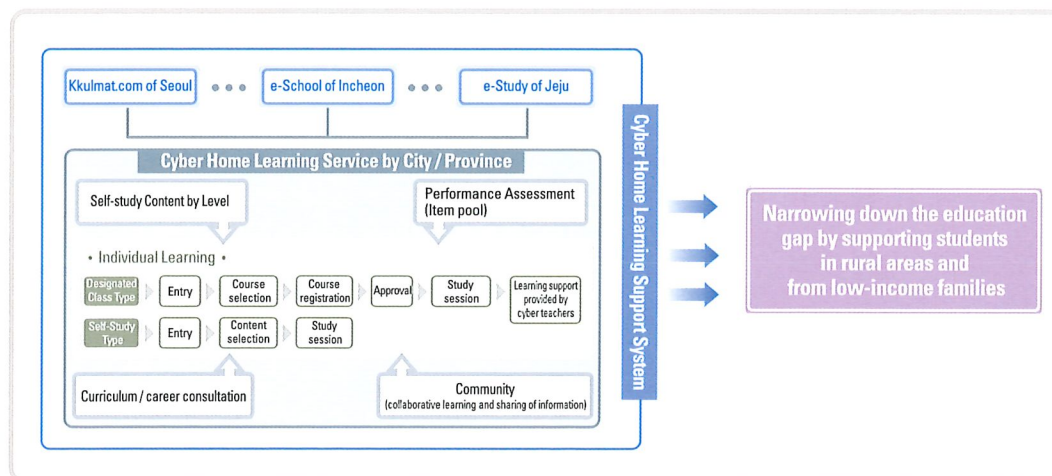 Kkulmat.com of Seoul
e-School of Incheon
e-Study of Jeju
Cyber Home Learning Service by City / Province
Self-study Content by Level
Performance Assessment
(Item pool)
• Individual Learning •
Designated
Class Type
Entry
Course
selection
Course
registration
Approval
Study
session
Learning support
provided by
cyber teachers
Self-Study
Type
Entry
Content
selection
Study
session
Curriculum / career consultation
Community
(collaborative learning and sharing of information)
Cyber Home Learning Support System
Narrowing down the education
gap by supporting students
in rural areas and
from low-income families